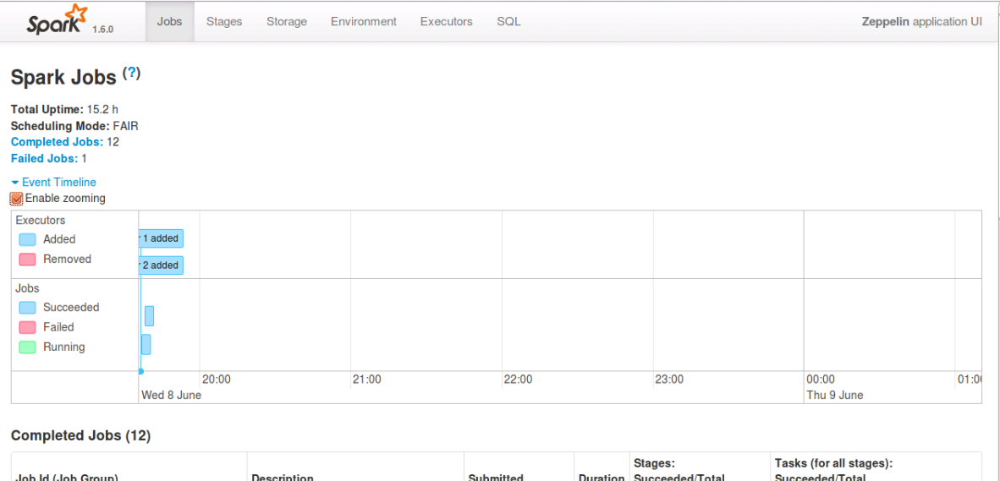 Spark 1.6.0 Jobs Stages Storage Environment Executors SQL Zeppelin application UI
Spark Jobs (?)
Total Uptime: 15.2 h
Scheduling Mode: FAIR
Completed Jobs: 12
Failed Jobs: 1
Event Timeline
Enable zooming
Executors
Added
Removed
r 1 added
r 2 added
Jobs
Succeeded
Failed
Running
20:00 21:00 22:00 23:00 00:00 01:00
Wed 8 June Thu 9 June
Completed Jobs (12)
Job Id (Job Group) Description Submitted Duration Stages: Succeeded/Total Tasks (for all stages): Succeeded/Total